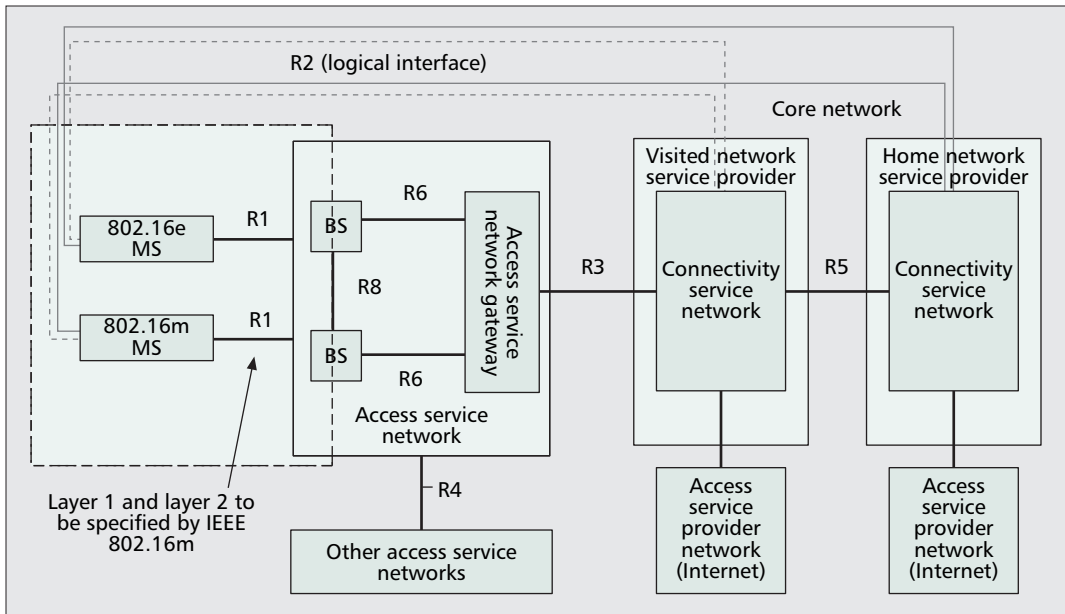 R2 (logical interface)
Core network
Visited network
service provider
Home network
service provider
802.16e
MS
R1
BS
R6
Access service
network gateway
R3
Connectivity
service
network
R5
Connectivity
service
network
R8
802.16m
MS
R1
BS
R6
Access service
network
Layer 1 and layer 2 to
be specified by IEEE
802.16m
R4
Other access service
networks
Access
service
provider
network
(Internet)
Access
service
provider
network
(Internet)